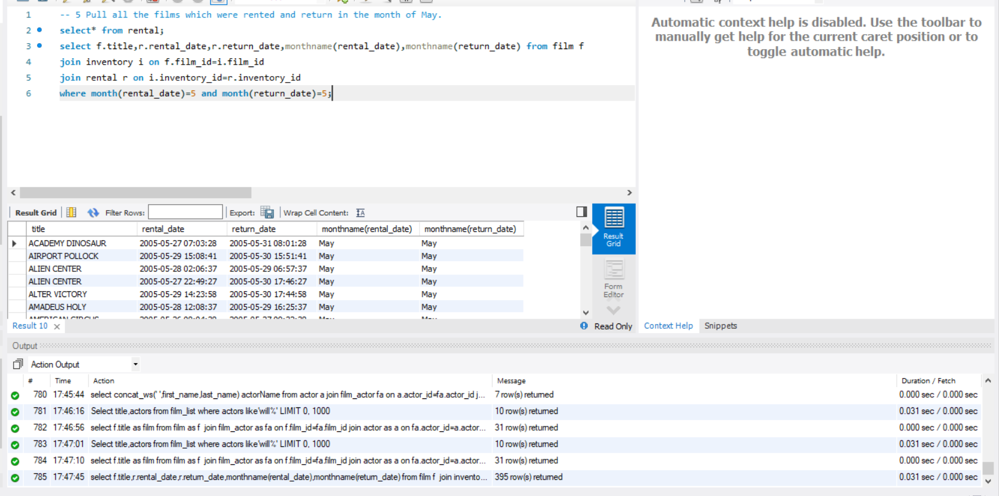 1 -- 5 Pull all the films which were rented and return in the month of May.
2 select* from rental;
3 select f.title,r.rental_date,r.return_date,monthname(rental_date),monthname(return_date) from film f
4 join inventory i on f.film_id=i.film_id
5 join rental r on i.inventory_id=r.inventory_id
6 where month(rental_date)=5 and month(return_date)=5;
Automatic context help is disabled. Use the toolbar to
manually get help for the current caret position or to
toggle automatic help.
Result Grid Filter Rows: Export: Wrap Cell Content:
title rental_date return_date monthname(rental_date) monthname(return_date)
ACADEMY DINOSAUR 2005-05-27 07:03:28 2005-05-31 08:01:28 May May
AIRPORT POLLOCK 2005-05-29 15:08:41 2005-05-30 15:51:41 May May
ALIEN CENTER 2005-05-28 02:06:37 2005-05-29 06:57:37 May May
ALIEN CENTER 2005-05-27 22:49:27 2005-05-30 17:46:27 May May
ALTER VICTORY 2005-05-29 14:23:58 2005-05-30 17:44:58 May May
AMADEUS HOLY 2005-05-28 12:08:37 2005-05-29 16:25:37 May May
Result
Grid
Form
Editor
Result 10 Read Only
Context Help Snippets
Output
Action Output
# Time Action Message Duration / Fetch
780 17:45:44 select concat_ws(' ',first_name,last_name) actorName from actor a join film_actor fa on a.actor_id=fa.actor_id j... 7 row(s) returned 0.000 sec / 0.000 sec
781 17:46:16 Select title,actors from film_list where actors like'will%' LIMIT 0, 1000 10 row(s) returned 0.031 sec / 0.000 sec
782 17:46:56 select f.title as film from film as f join film_actor as fa on f.film_id=fa.film_id join actor as a on fa.actor_id=a.actor... 31 row(s) returned 0.000 sec / 0.000 sec
783 17:47:01 Select title,actors from film_list where actors like'will%' LIMIT 0, 1000 10 row(s) returned 0.031 sec / 0.000 sec
784 17:47:10 select f.title as film from film as f join film_actor as fa on f.film_id=fa.film_id join actor as a on fa.actor_id=a.actor... 31 row(s) returned 0.000 sec / 0.000 sec
785 17:47:45 select f.title,r.rental_date,r.return_date,monthname(rental_date),monthname(return_date) from film f join invento... 395 row(s) returned 0.031 sec / 0.000 sec